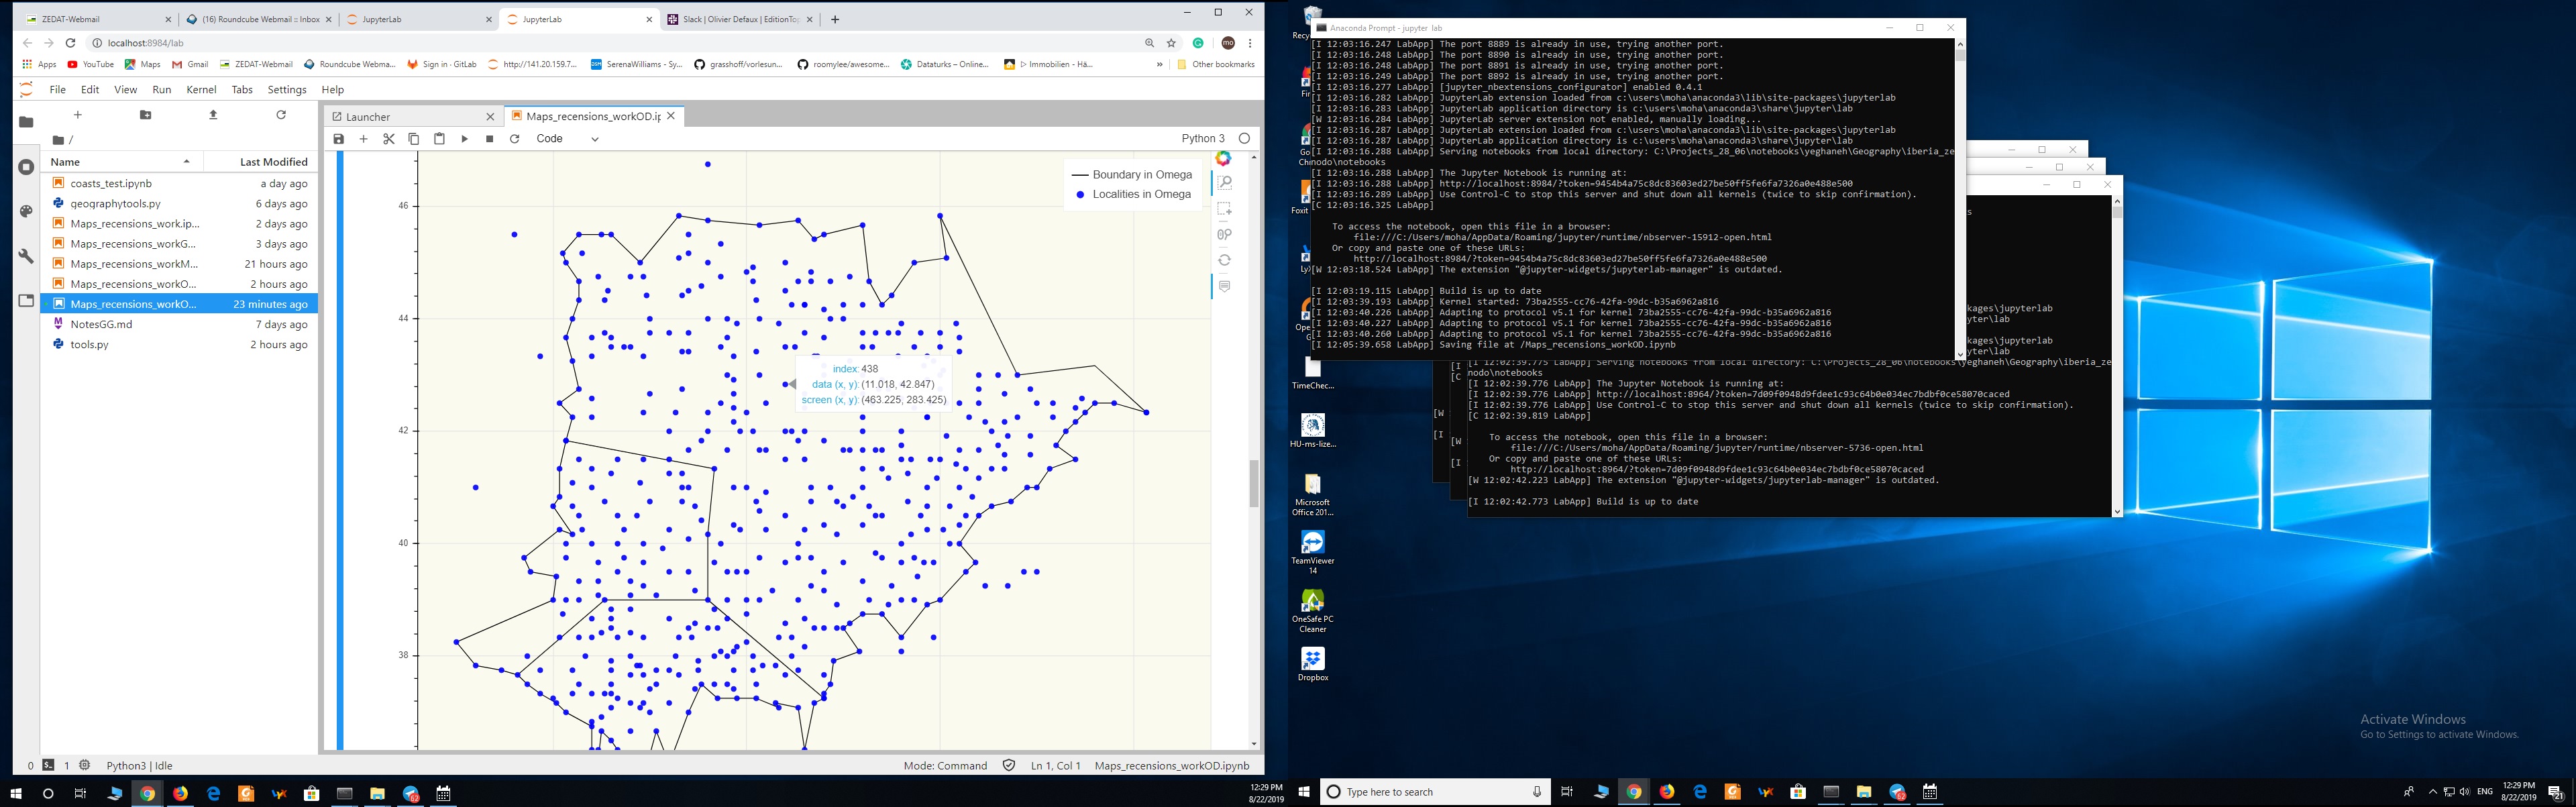 ZEDAT-Webmail
(16) Roundcube Webmail :: Inbox
JupyterLab
JupyterLab
Slack | Olivier Defaux | EditionTop
localhost:8984/lab
mo
Apps
YouTube
Maps
Gmail
ZEDAT-Webmail
Roundcube Webma...
Sign in · GitLab
http://141.20.159.7...
SerenaWilliams - Sy...
grasshoff/vorlesun...
roomylee/awesome...
Dataturks – Online...
▷ Immobilien - Hä...
»
Other bookmarks
File
Edit
View
Run
Kernel
Tabs
Settings
Help
Launcher
Maps_recensions_workOD.ip
Code
Python 3
/
Name
Last Modified
coasts_test.ipynb
a day ago
geographytools.py
6 days ago
Maps_recensions_work.ip...
2 days ago
Maps_recensions_workG...
3 days ago
Maps_recensions_workM...
21 hours ago
Maps_recensions_workO...
2 hours ago
Maps_recensions_workO...
23 minutes ago
NotesGG.md
7 days ago
tools.py
2 hours ago
Boundary in Omega
Localities in Omega
46
44
42
40
38
index: 438
data (x, y): (11.018, 42.847)
screen (x, y): (463.225, 283.425)
0
1
Python3 | Idle
Mode: Command
Ln 1, Col 1
Maps_recensions_workOD.ipynb
12:29 PM
8/22/2019
Anaconda Prompt - jupyter lab
[I 12:03:16.247 LabApp] The port 8889 is already in use, trying another port.
[I 12:03:16.248 LabApp] The port 8890 is already in use, trying another port.
[I 12:03:16.248 LabApp] The port 8891 is already in use, trying another port.
[I 12:03:16.249 LabApp] The port 8892 is already in use, trying another port.
[I 12:03:16.277 LabApp] [jupyter_nbextensions_configurator] enabled 0.4.1
[I 12:03:16.282 LabApp] JupyterLab extension loaded from c:\users\moha\anaconda3\lib\site-packages\jupyterlab
[I 12:03:16.283 LabApp] JupyterLab application directory is c:\users\moha\anaconda3\share\jupyter\lab
[W 12:03:16.284 LabApp] JupyterLab server extension not enabled, manually loading...
[I 12:03:16.287 LabApp] JupyterLab extension loaded from c:\users\moha\anaconda3\lib\site-packages\jupyterlab
[I 12:03:16.287 LabApp] JupyterLab application directory is c:\users\moha\anaconda3\share\jupyter\lab
[I 12:03:16.288 LabApp] Serving notebooks from local directory: C:\Projects_28_06\notebooks\yeghaneh\Geography\iberia_ze
nodo\notebooks
[I 12:03:16.288 LabApp] The Jupyter Notebook is running at:
[I 12:03:16.288 LabApp] http://localhost:8984/?token=9454b4a75c8dc83603ed27be50ff5fe6fa7326a0e488e500
[I 12:03:16.289 LabApp] Use Control-C to stop this server and shut down all kernels (twice to skip confirmation).
[C 12:03:16.325 LabApp]
To access the notebook, open this file in a browser:
file:///C:/Users/moha/AppData/Roaming/jupyter/runtime/nbserver-15912-open.html
Or copy and paste one of these URLs:
http://localhost:8984/?token=9454b4a75c8dc83603ed27be50ff5fe6fa7326a0e488e500
[W 12:03:18.524 LabApp] The extension "@jupyter-widgets/jupyterlab-manager" is outdated.
[I 12:03:19.115 LabApp] Build is up to date
[I 12:03:39.193 LabApp] Kernel started: 73ba2555-cc76-42fa-99dc-b35a6962a816
[I 12:03:40.226 LabApp] Adapting to protocol v5.1 for kernel 73ba2555-cc76-42fa-99dc-b35a6962a816
[I 12:03:40.227 LabApp] Adapting to protocol v5.1 for kernel 73ba2555-cc76-42fa-99dc-b35a6962a816
[I 12:03:40.260 LabApp] Adapting to protocol v5.1 for kernel 73ba2555-cc76-42fa-99dc-b35a6962a816
[I 12:05:39.658 LabApp] Saving file at /Maps_recensions_workOD.ipynb
kages\jupyterlab
yter\lab
kages\jupyterlab
yter\lab
[I 12:02:39.775 LabApp] Serving notebooks from local directory: C:\Projects_28_06\notebooks\yeghaneh\Geography\iberia_ze
nodo\notebooks
[I 12:02:39.776 LabApp] The Jupyter Notebook is running at:
[I 12:02:39.776 LabApp] http://localhost:8964/?token=7d09f0948d9fdee1c93c64b0e034ec7bdbf0ce58070caced
[I 12:02:39.776 LabApp] Use Control-C to stop this server and shut down all kernels (twice to skip confirmation).
[C 12:02:39.819 LabApp]
To access the notebook, open this file in a browser:
file:///C:/Users/moha/AppData/Roaming/jupyter/runtime/nbserver-5736-open.html
Or copy and paste one of these URLs:
http://localhost:8964/?token=7d09f0948d9fdee1c93c64b0e034ec7bdbf0ce58070caced
[W 12:02:42.223 LabApp] The extension "@jupyter-widgets/jupyterlab-manager" is outdated.
[I 12:02:42.773 LabApp] Build is up to date
TimeChec...
HU-ms-lize...
Microsoft
Office 201...
TeamViewer
14
OneSafe PC
Cleaner
Dropbox
Activate Windows
Go to Settings to activate Windows.
Type here to search
ENG
12:29 PM
8/22/2019
21